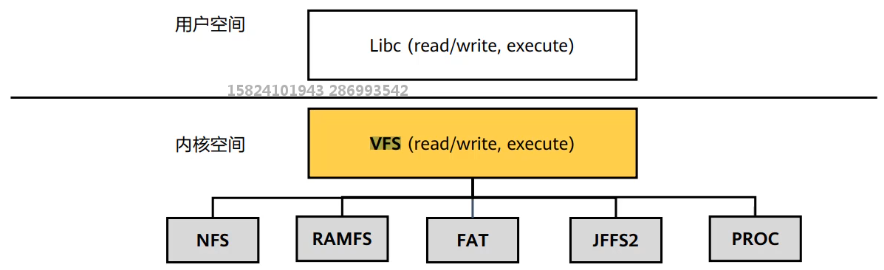 用户空间
Libc (read/write, execute)
15824101943 286993542
内核空间
VFS (read/write, execute)
NFS
RAMFS
FAT
JFFS2
PROC